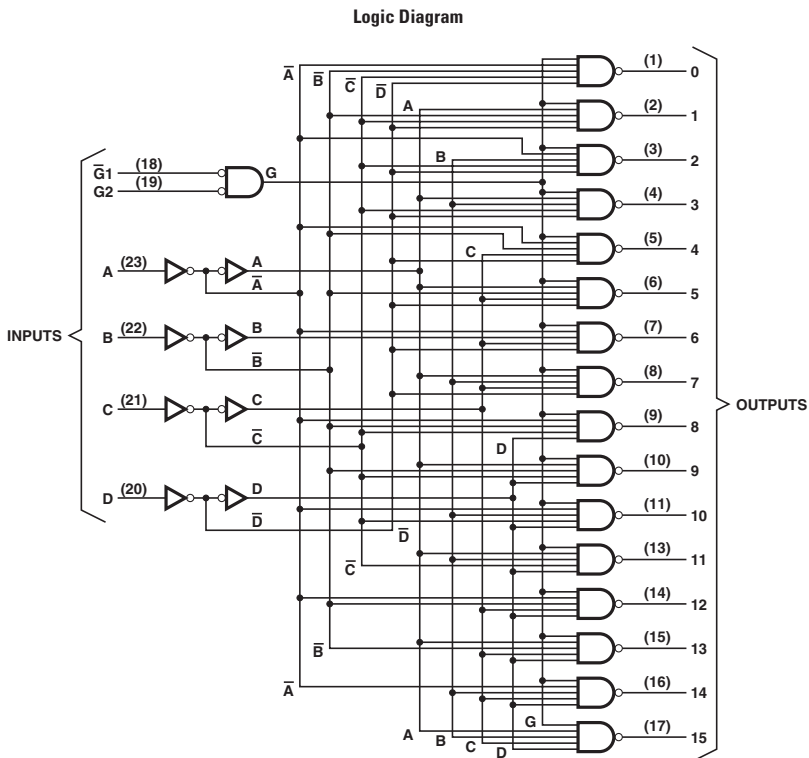 Logic Diagram
A̅
B̅
C̅
D̅
A
B
C
(1)
0
(2)
1
(3)
2
(4)
3
(5)
4
(6)
5
(7)
6
(8)
7
(9)
8
(10)
9
(11)
10
(13)
11
(14)
12
(15)
13
(16)
14
(17)
15
G̅1 (18)
G2 (19)
G
A (23)
A
A̅
B (22)
B
B̅
C (21)
C
C̅
D (20)
D
D̅
INPUTS
OUTPUTS
D
D̅
C̅
B̅
A̅
G
A
B
C
D